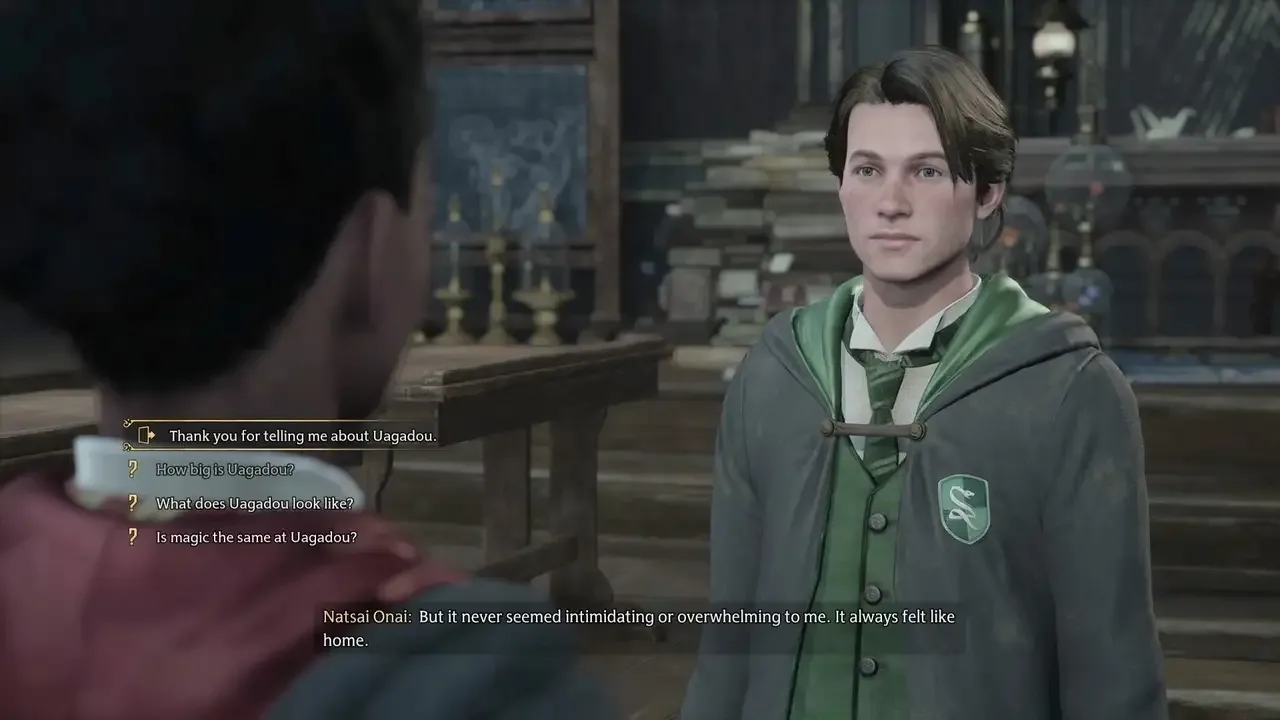 Thank you for telling me about Uagadou.
? How big is Uagadou?
? What does Uagadou look like?
? Is magic the same at Uagadou?
Natsai Onai: But it never seemed intimidating or overwhelming to me. It always felt like
home.